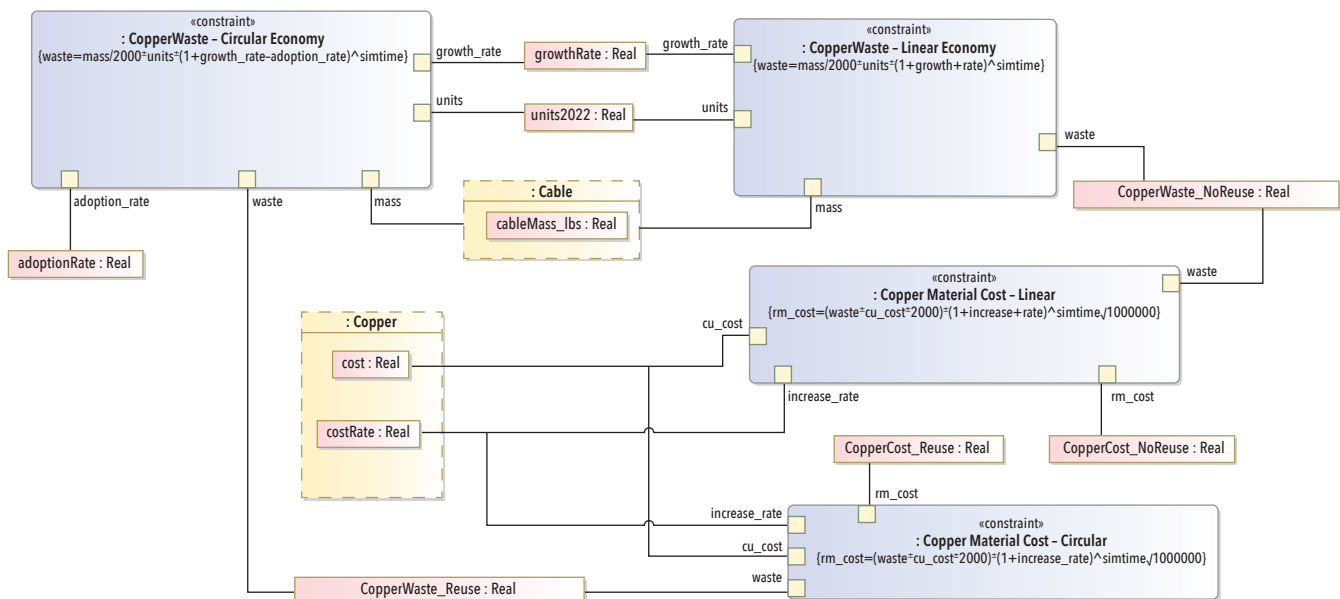 «constraint»
: CopperWaste – Circular Economy
{waste=mass/2000±units±(1+growth_rate–adoption_rate)^simtime}
growth_rate
units
adoption_rate
waste
mass
growthRate : Real
units2022 : Real
growth_rate
units
«constraint»
: CopperWaste – Linear Economy
{waste=mass/2000±units±(1+growth+rate)^simtime}
waste
mass
CopperWaste_NoReuse : Real
adoptionRate : Real
: Cable
cableMass_lbs : Real
: Copper
cost : Real
costRate : Real
cu_cost
«constraint»
: Copper Material Cost – Linear
{rm_cost=(waste±cu_cost±2000)±(1+increase+rate)^simtime√1000000}
waste
increase_rate
rm_cost
CopperCost_Reuse : Real
CopperCost_NoReuse : Real
rm_cost
increase_rate
cu_cost
waste
«constraint»
: Copper Material Cost – Circular
{rm_cost=(waste±cu_cost±2000)±(1+increase_rate)^simtime√1000000}
CopperWaste_Reuse : Real